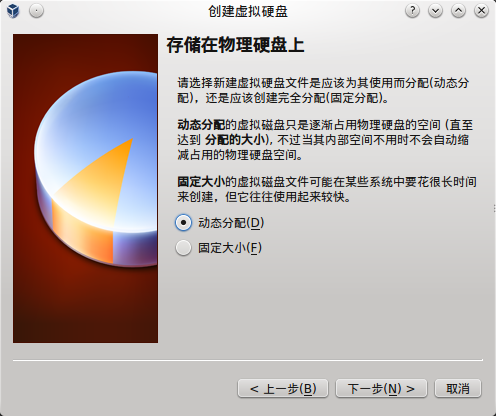 创建虚拟硬盘
存储在物理硬盘上
请选择新建虚拟硬盘文件是应该为其使用而分配(动态分
配)，还是应该创建完全分配(固定分配)。
动态分配的虚拟磁盘只是逐渐占用物理硬盘的空间 (直至
达到 分配的大小)，不过当其内部空间不用时不会自动缩
减占用的物理硬盘空间。
固定大小的虚拟磁盘文件可能在某些系统中要花很长时间
来创建，但它往往使用起来较快。
动态分配(D)
固定大小(F)
< 上一步(B)
下一步(N) >
取消